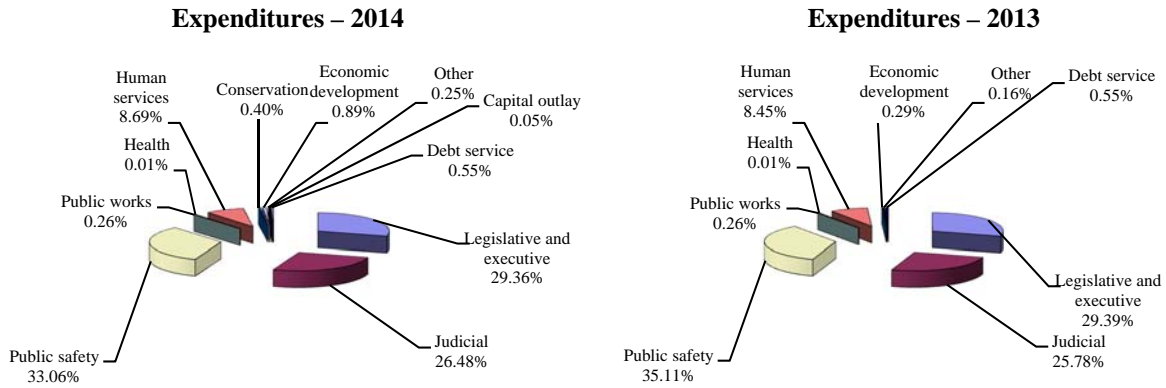 Expenditures – 2014
Human
services
8.69%
Conservation
0.40%
Economic
development
0.89%
Other
0.25%
Capital outlay
0.05%
Debt service
0.55%
Health
0.01%
Public works
0.26%
Legislative and
executive
29.36%
Judicial
26.48%
Public safety
33.06%
Expenditures – 2013
Human
services
8.45%
Economic
development
0.29%
Other
0.16%
Debt service
0.55%
Health
0.01%
Public works
0.26%
Legislative and
executive
29.39%
Judicial
25.78%
Public safety
35.11%